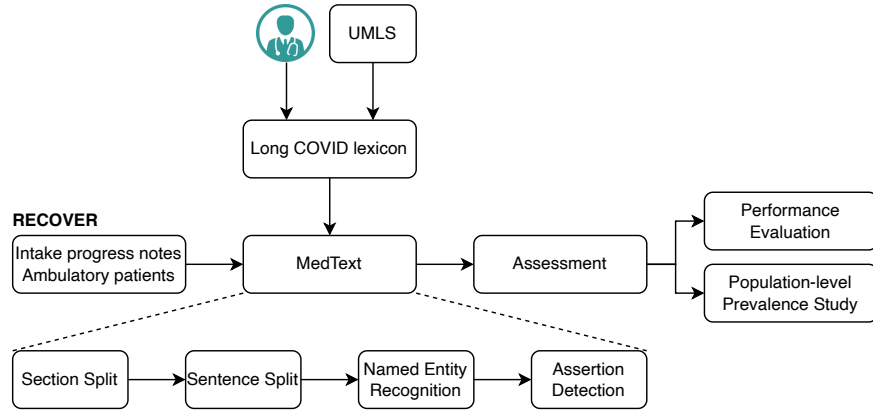 UMLS
Long COVID lexicon
RECOVER
Intake progress notes
Ambulatory patients
MedText
Assessment
Performance
Evaluation
Population-level
Prevalence Study
Section Split
Sentence Split
Named Entity
Recognition
Assertion
Detection